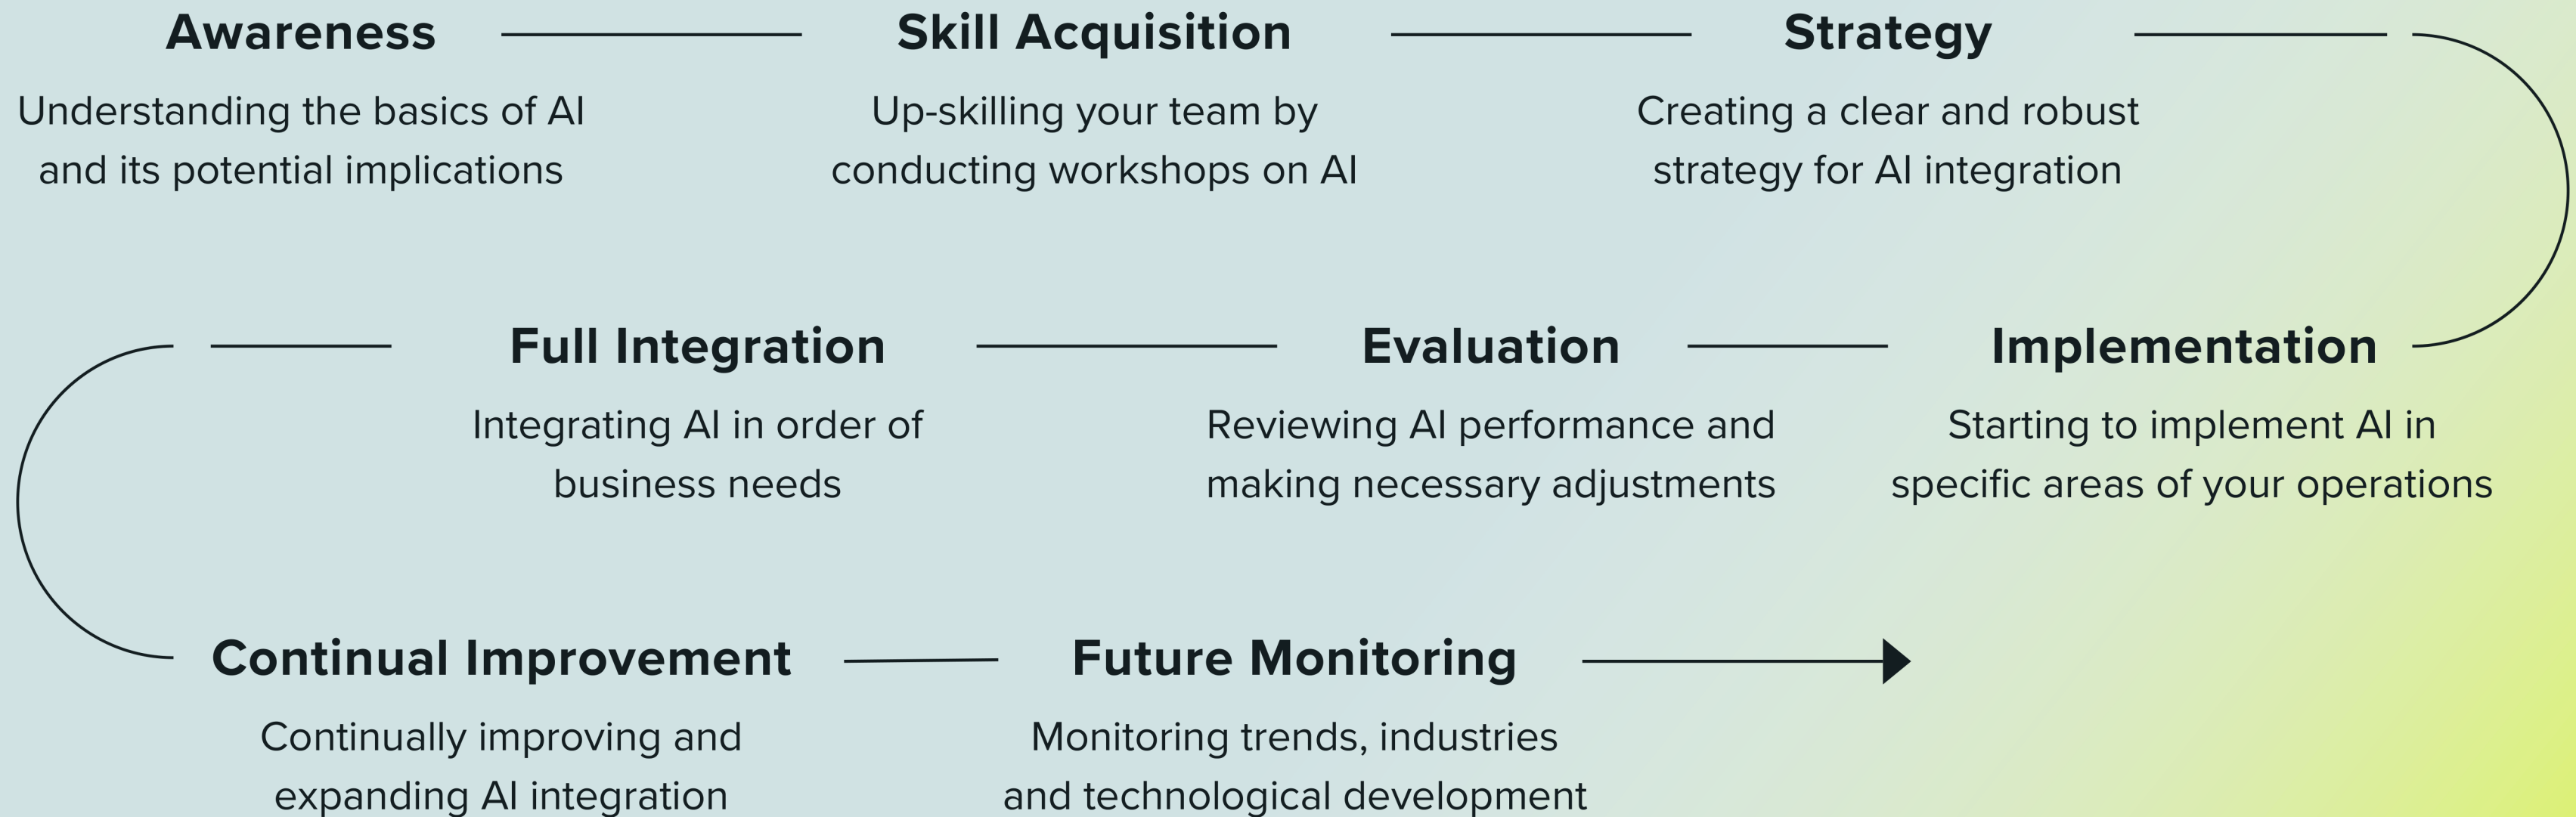 Awareness
Understanding the basics of AI
and its potential implications
Skill Acquisition
Up-skilling your team by
conducting workshops on AI
Strategy
Creating a clear and robust
strategy for AI integration
Implementation
Starting to implement AI in
specific areas of your operations
Evaluation
Reviewing AI performance and
making necessary adjustments
Full Integration
Integrating AI in order of
business needs
Continual Improvement
Continually improving and
expanding AI integration
Future Monitoring
Monitoring trends, industries
and technological development